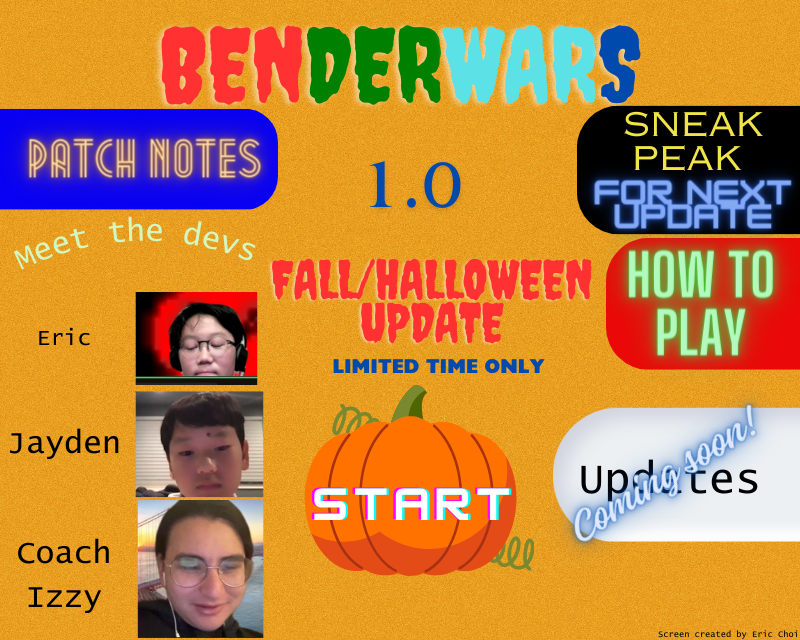 BENDERWARS
PATCH NOTES
1.0
SNEAK
PEAK
FOR NEXT
UPDATE
Meet the devs
FALL/HALLOWEEN
UPDATE
LIMITED TIME ONLY
HOW TO
PLAY
Eric
Jayden
Coach
Izzy
START
Updates
Coming soon!
Screen created by Eric Choi